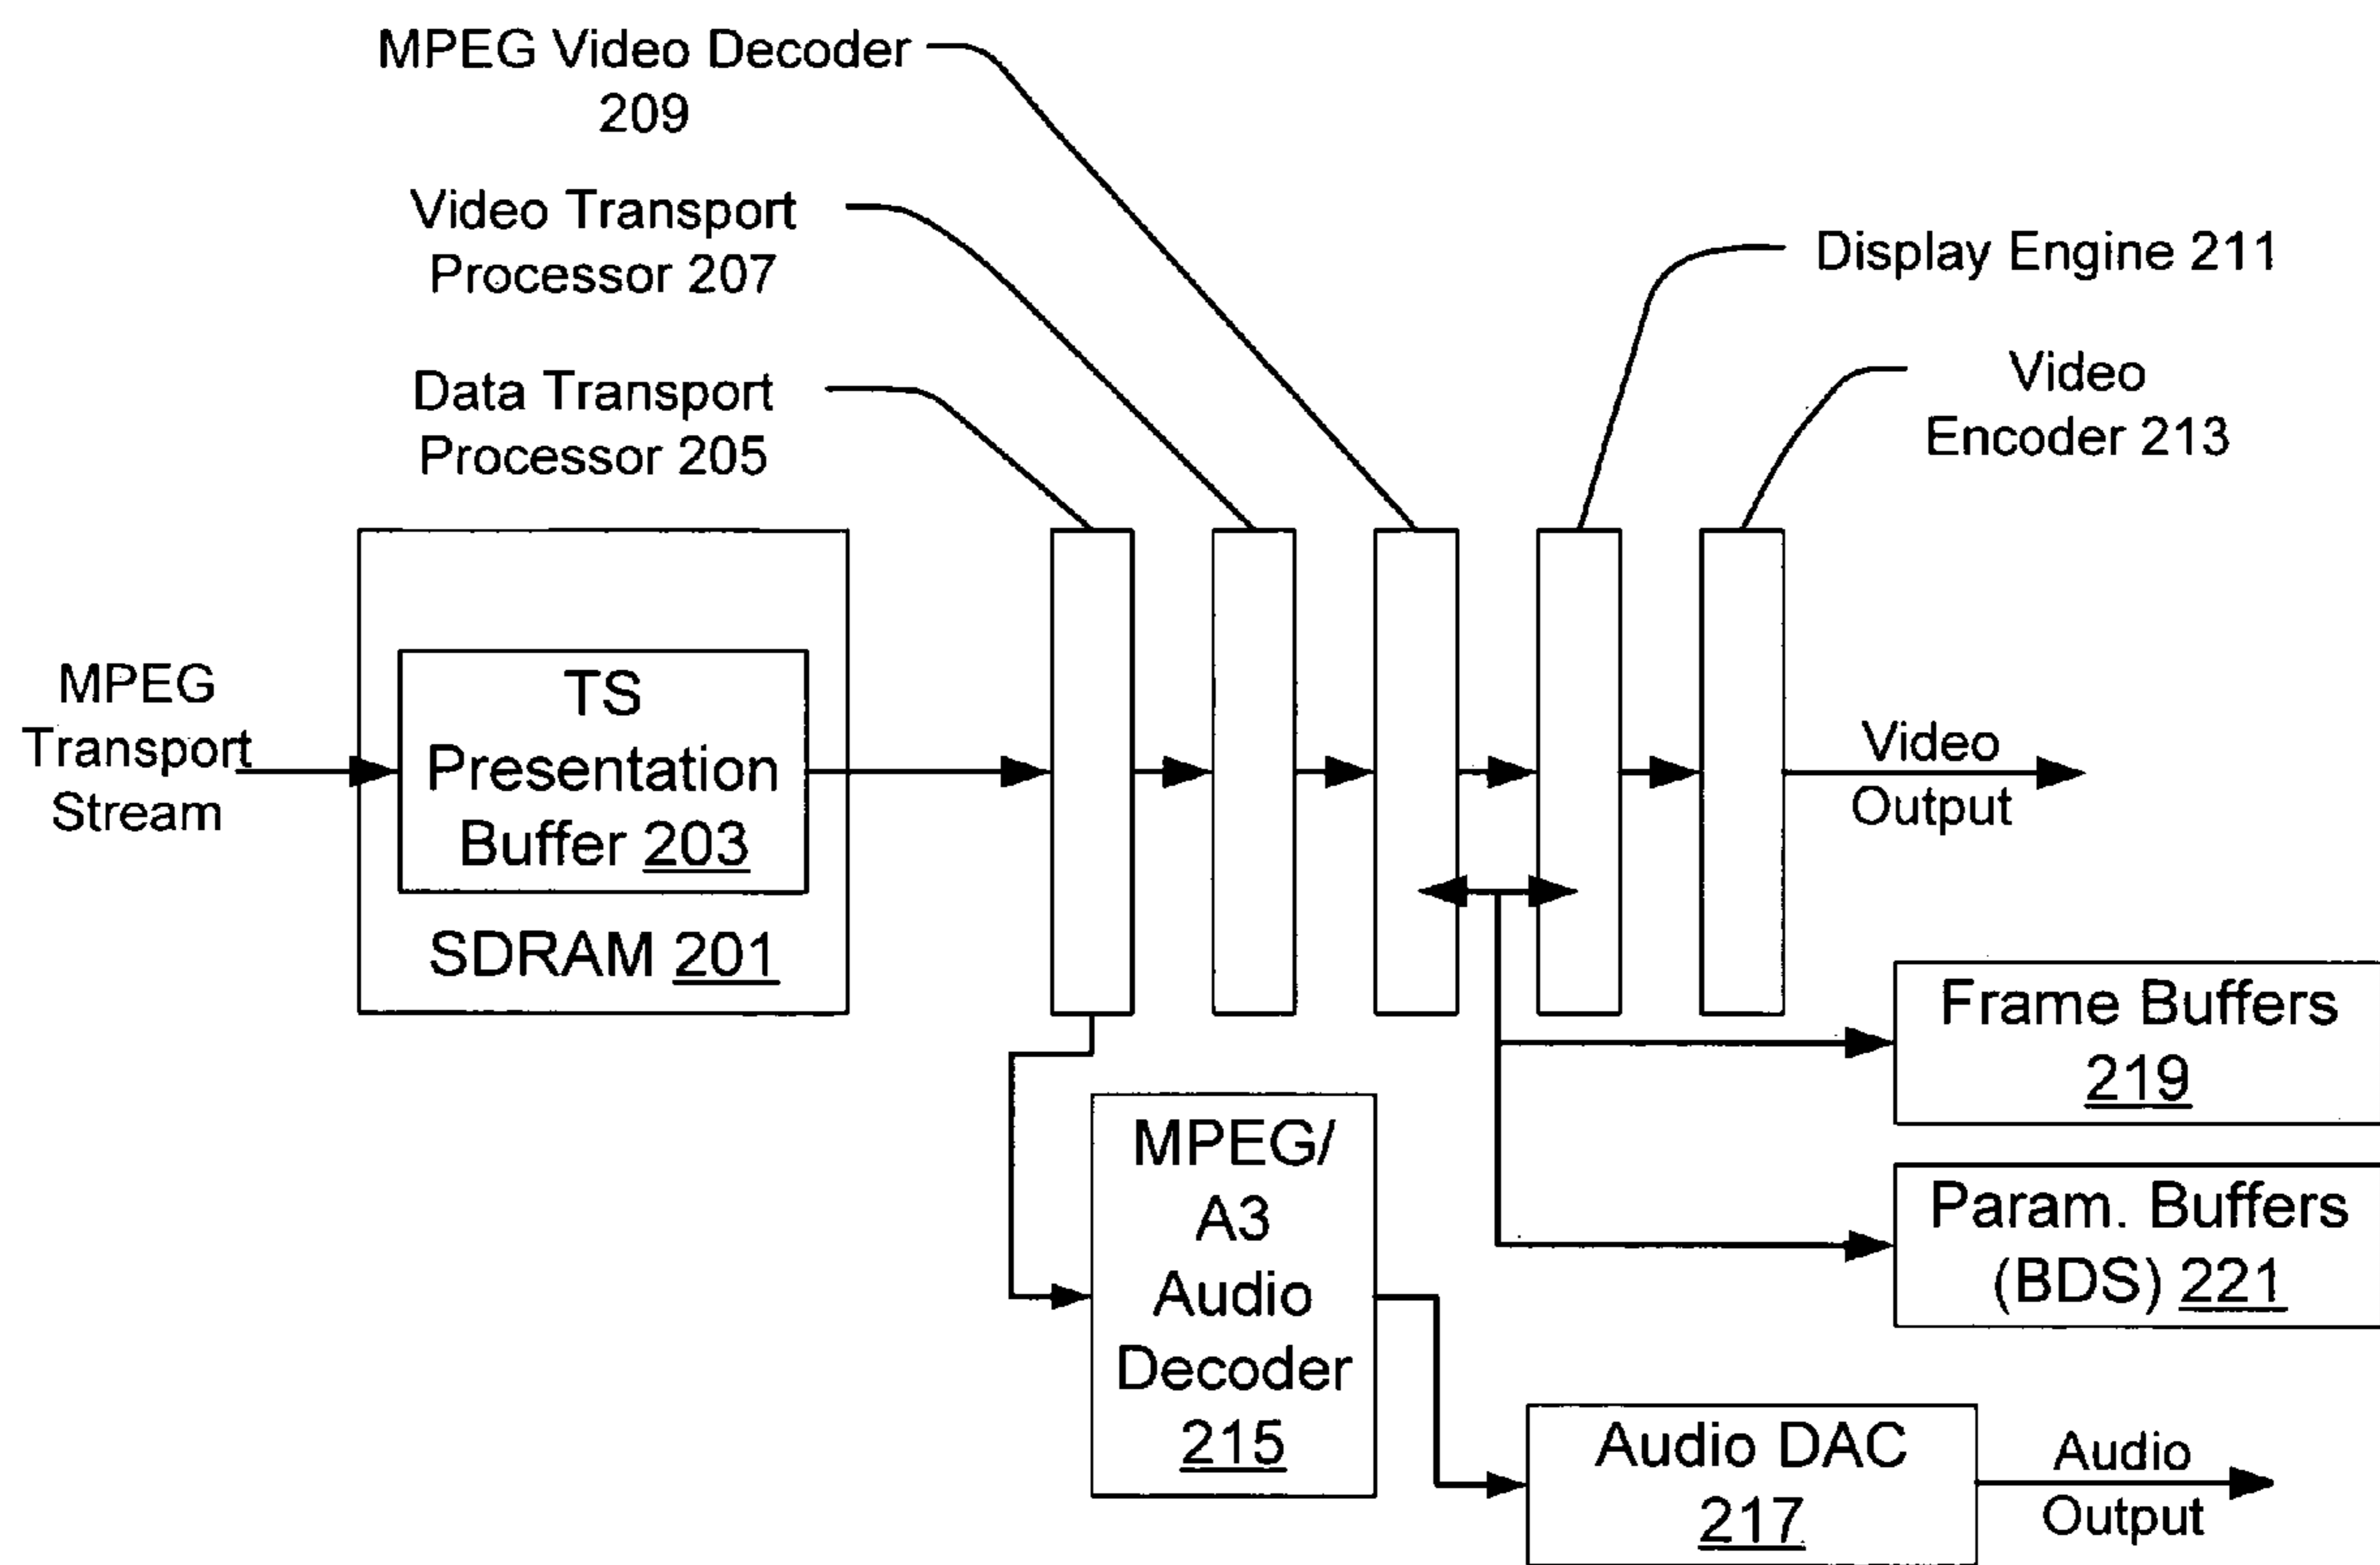 MPEG Video Decoder
209
Video Transport
Processor 207
Data Transport
Processor 205
Display Engine 211
Video
Encoder 213
MPEG
Transport
Stream
TS
Presentation
Buffer 203
SDRAM 201
Video
Output
Frame Buffers
219
Param. Buffers
(BDS) 221
MPEG/
A3
Audio
Decoder
215
Audio DAC
217
Audio
Output